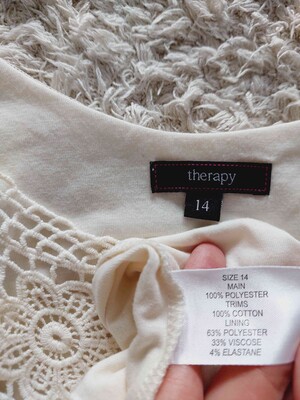 therapy
14
SIZE 14
MAIN
100% POLYESTER
TRIMS
100% COTTON
LINING
63% POLYESTER
33% VISCOSE
4% ELASTANE